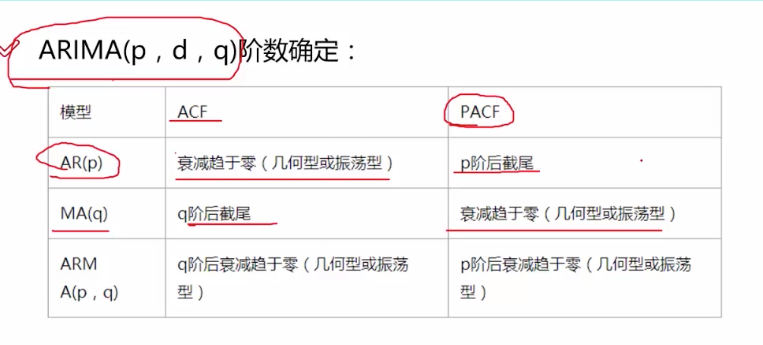 ARIMA(p，d，q)阶数确定：
模型 ACF PACF
AR(p) 衰减趋于零（几何型或振荡型） p阶后截尾
MA(q) q阶后截尾 衰减趋于零（几何型或振荡型）
ARM q阶后衰减趋于零（几何型或振荡 p阶后衰减趋于零（几何型或振荡
A(p，q) 型） 型）